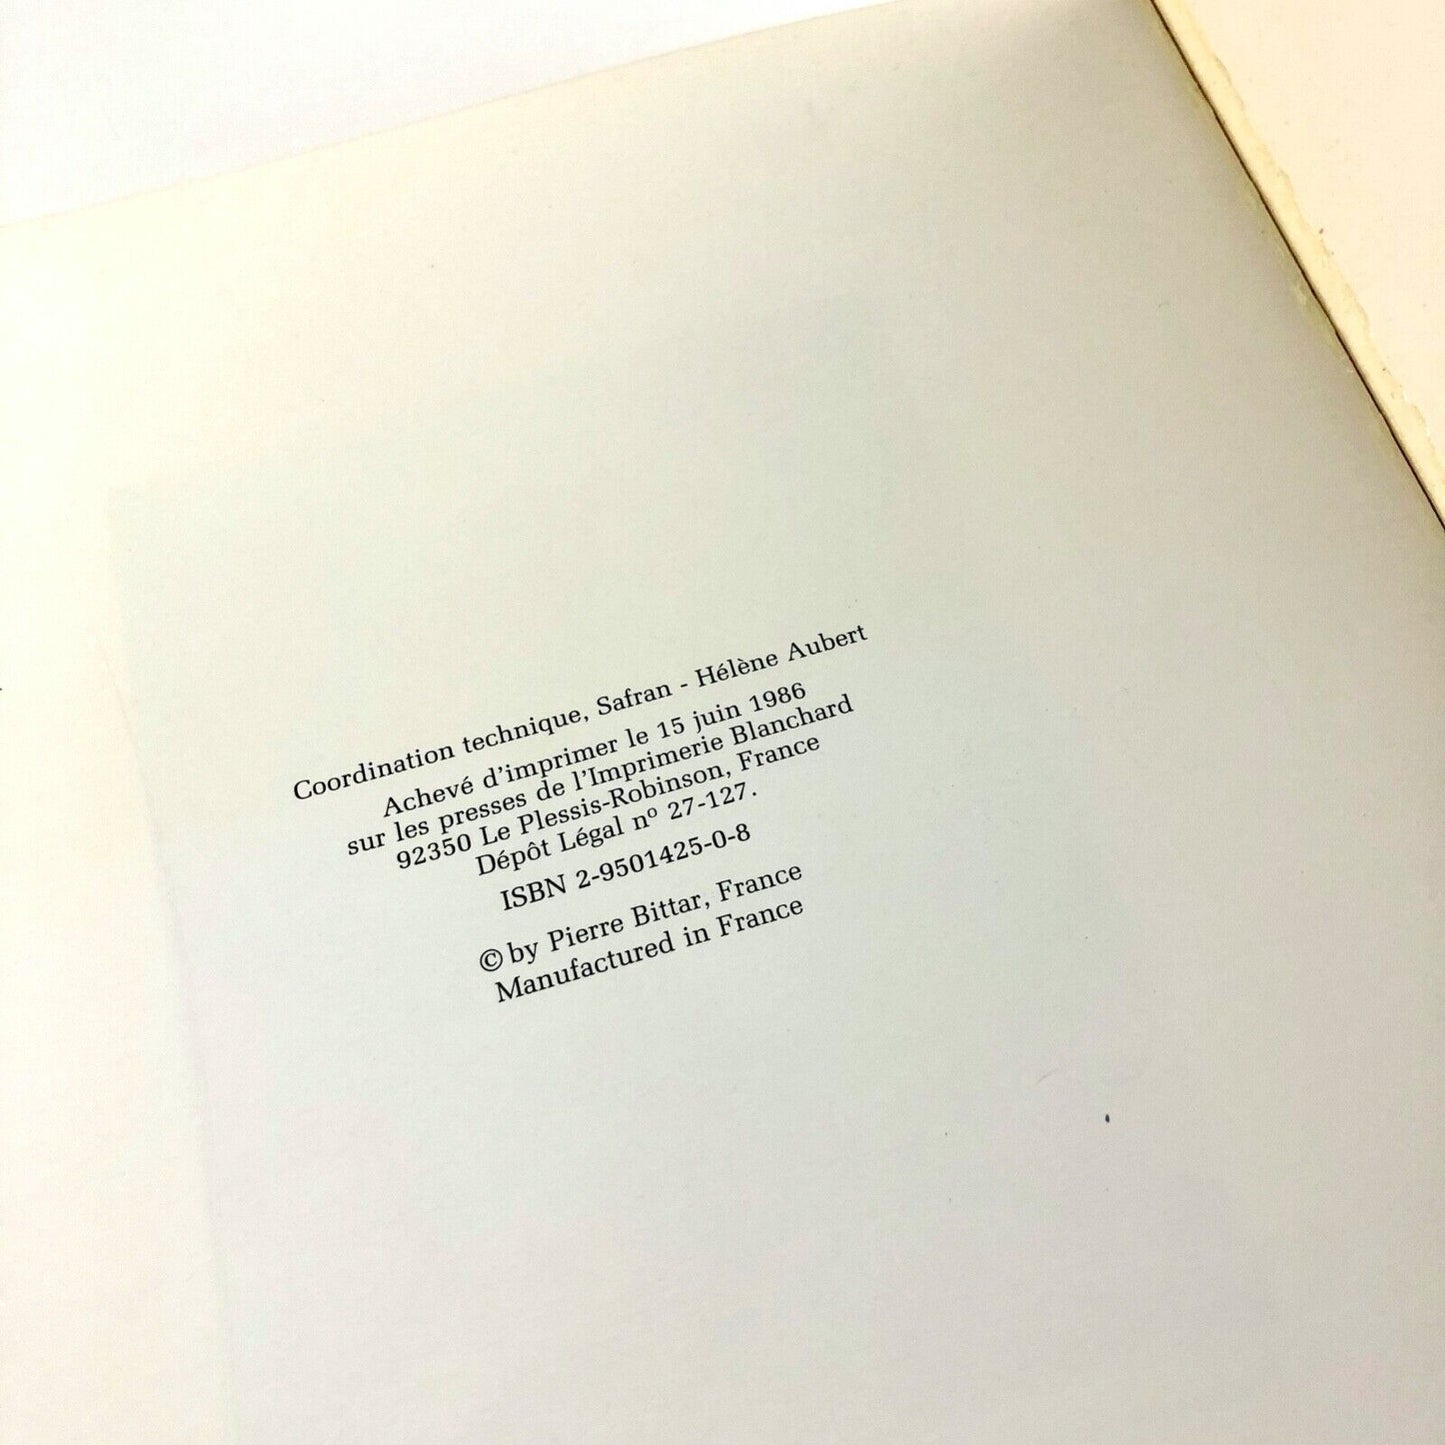 Coordination technique, Safran - Hélène Aubert
Achevé d'imprimer le 15 juin 1986
sur les presses de l'Imprimerie Blanchard
92350 Le Plessis-Robinson, France
Dépôt Légal nº 27-127.
ISBN 2-9501425-0-8
© by Pierre Bittar, France
Manufactured in France